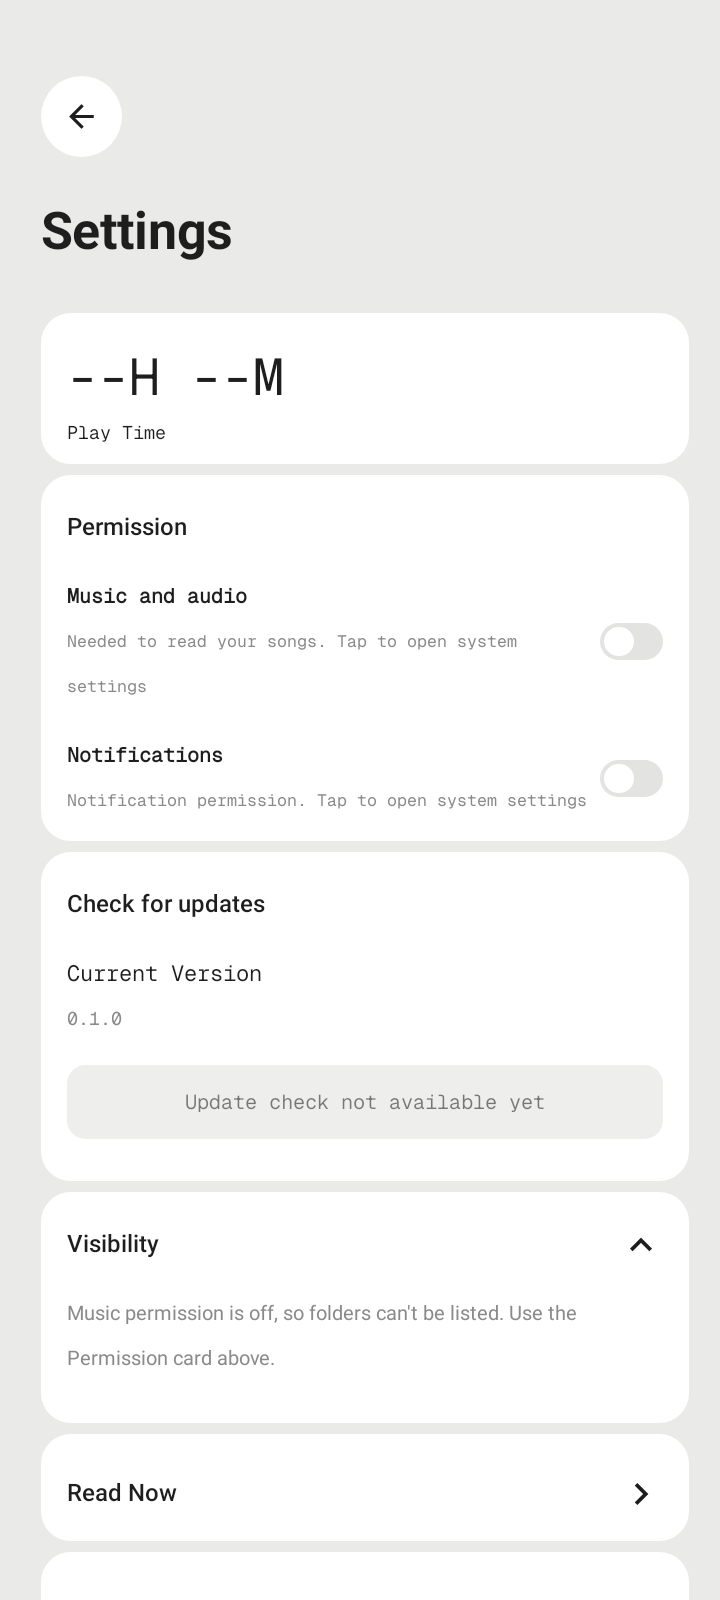 Settings
--H --M
Play Time
Permission
Music and audio
Needed to read your songs. Tap to open system
settings
Notifications
Notification permission. Tap to open system settings
Check for updates
Current Version
0.1.0
Update check not available yet
Visibility
Music permission is off, so folders can't be listed. Use the
Permission card above.
Read Now